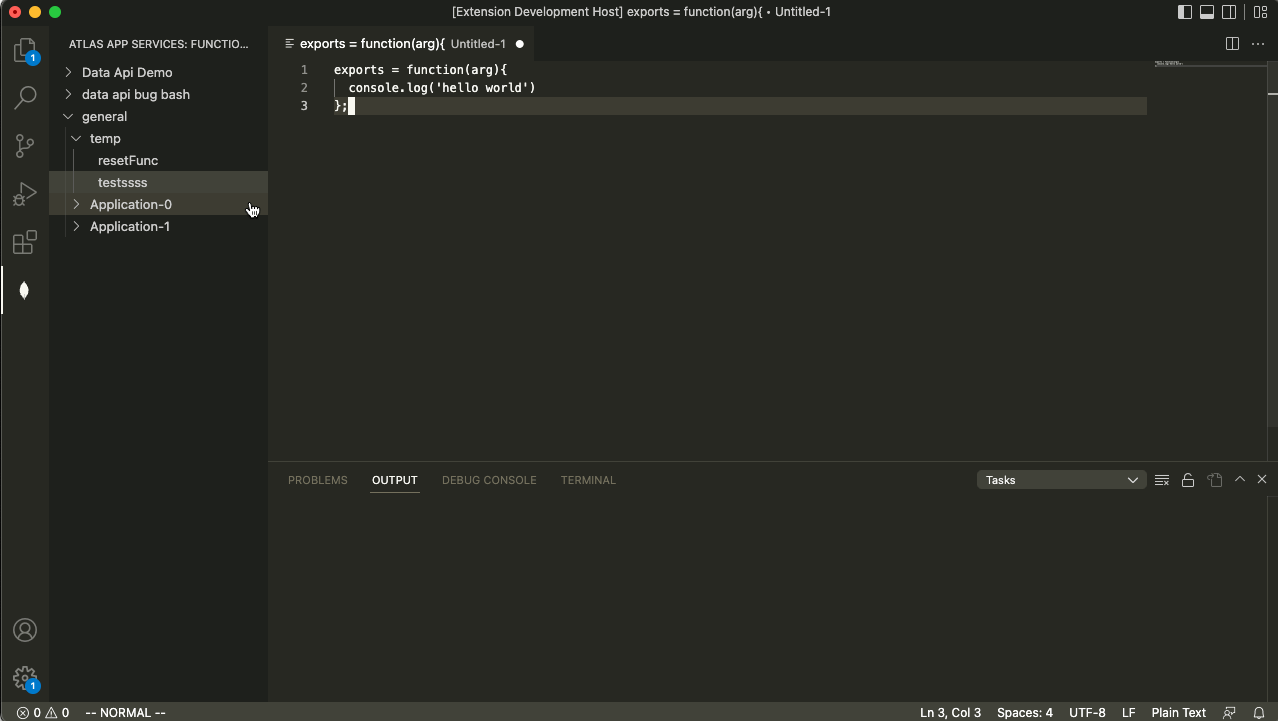 [Extension Development Host] exports = function(arg){ • Untitled-1
ATLAS APP SERVICES: FUNCTIO...
Data Api Demo
data api bug bash
general
temp
resetFunc
testssss
Application-0
Application-1
exports = function(arg){ Untitled-1
1 exports = function(arg){
2 console.log('hello world')
3 };
PROBLEMS OUTPUT DEBUG CONSOLE TERMINAL Tasks
1
1
0 0 -- NORMAL -- Ln 3, Col 3 Spaces: 4 UTF-8 LF Plain Text